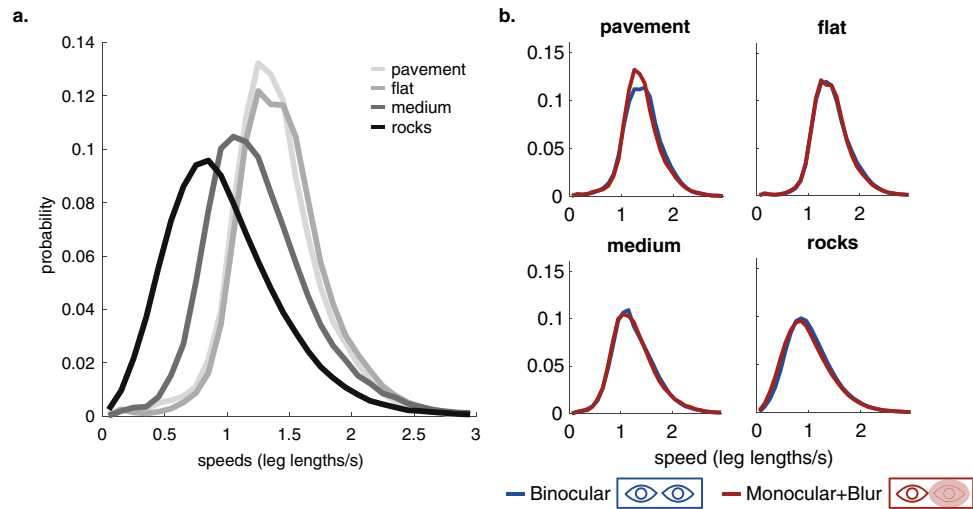 a.
0.14
0.12
0.1
0.08
0.06
0.04
0.02
0
probability
pavement
flat
medium
rocks
0 0.5 1 1.5 2 2.5 3
speeds (leg lengths/s)
b.
pavement
0.15
0.1
0.05
0
0 1 2
flat
0 1 2
medium
0.15
0.1
0.05
0
0 1 2
rocks
0 1 2
speed (leg lengths/s)
Binocular
Monocular+Blur